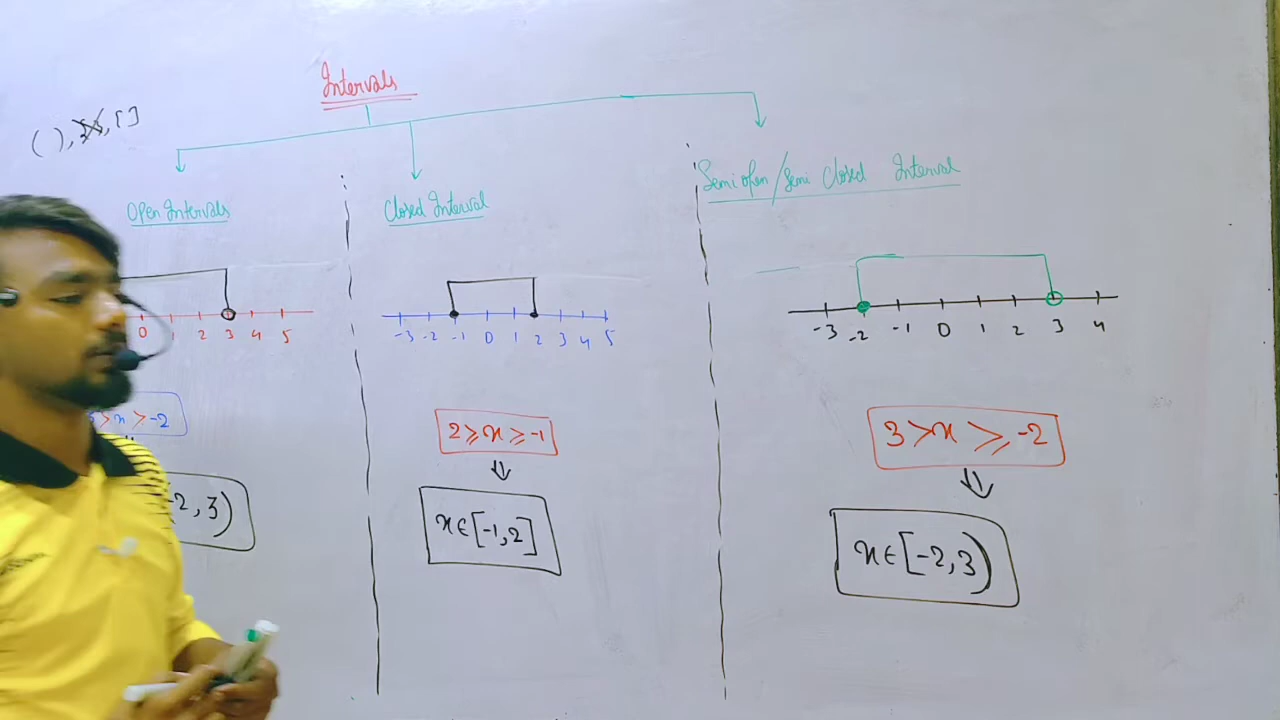 Intervals
( ), { }, [ ]
Open Intervals
0 1 2 3 4 5
> x > -2
-2, 3)
Closed Interval
-3 -2 -1 0 1 2 3 4 5
2 ≥ x ≥ -1
⇓
x ∈ [-1, 2]
Semi open / Semi closed Interval
-3 -2 -1 0 1 2 3 4
3 > x ≥ -2
⇓
x ∈ [-2, 3)